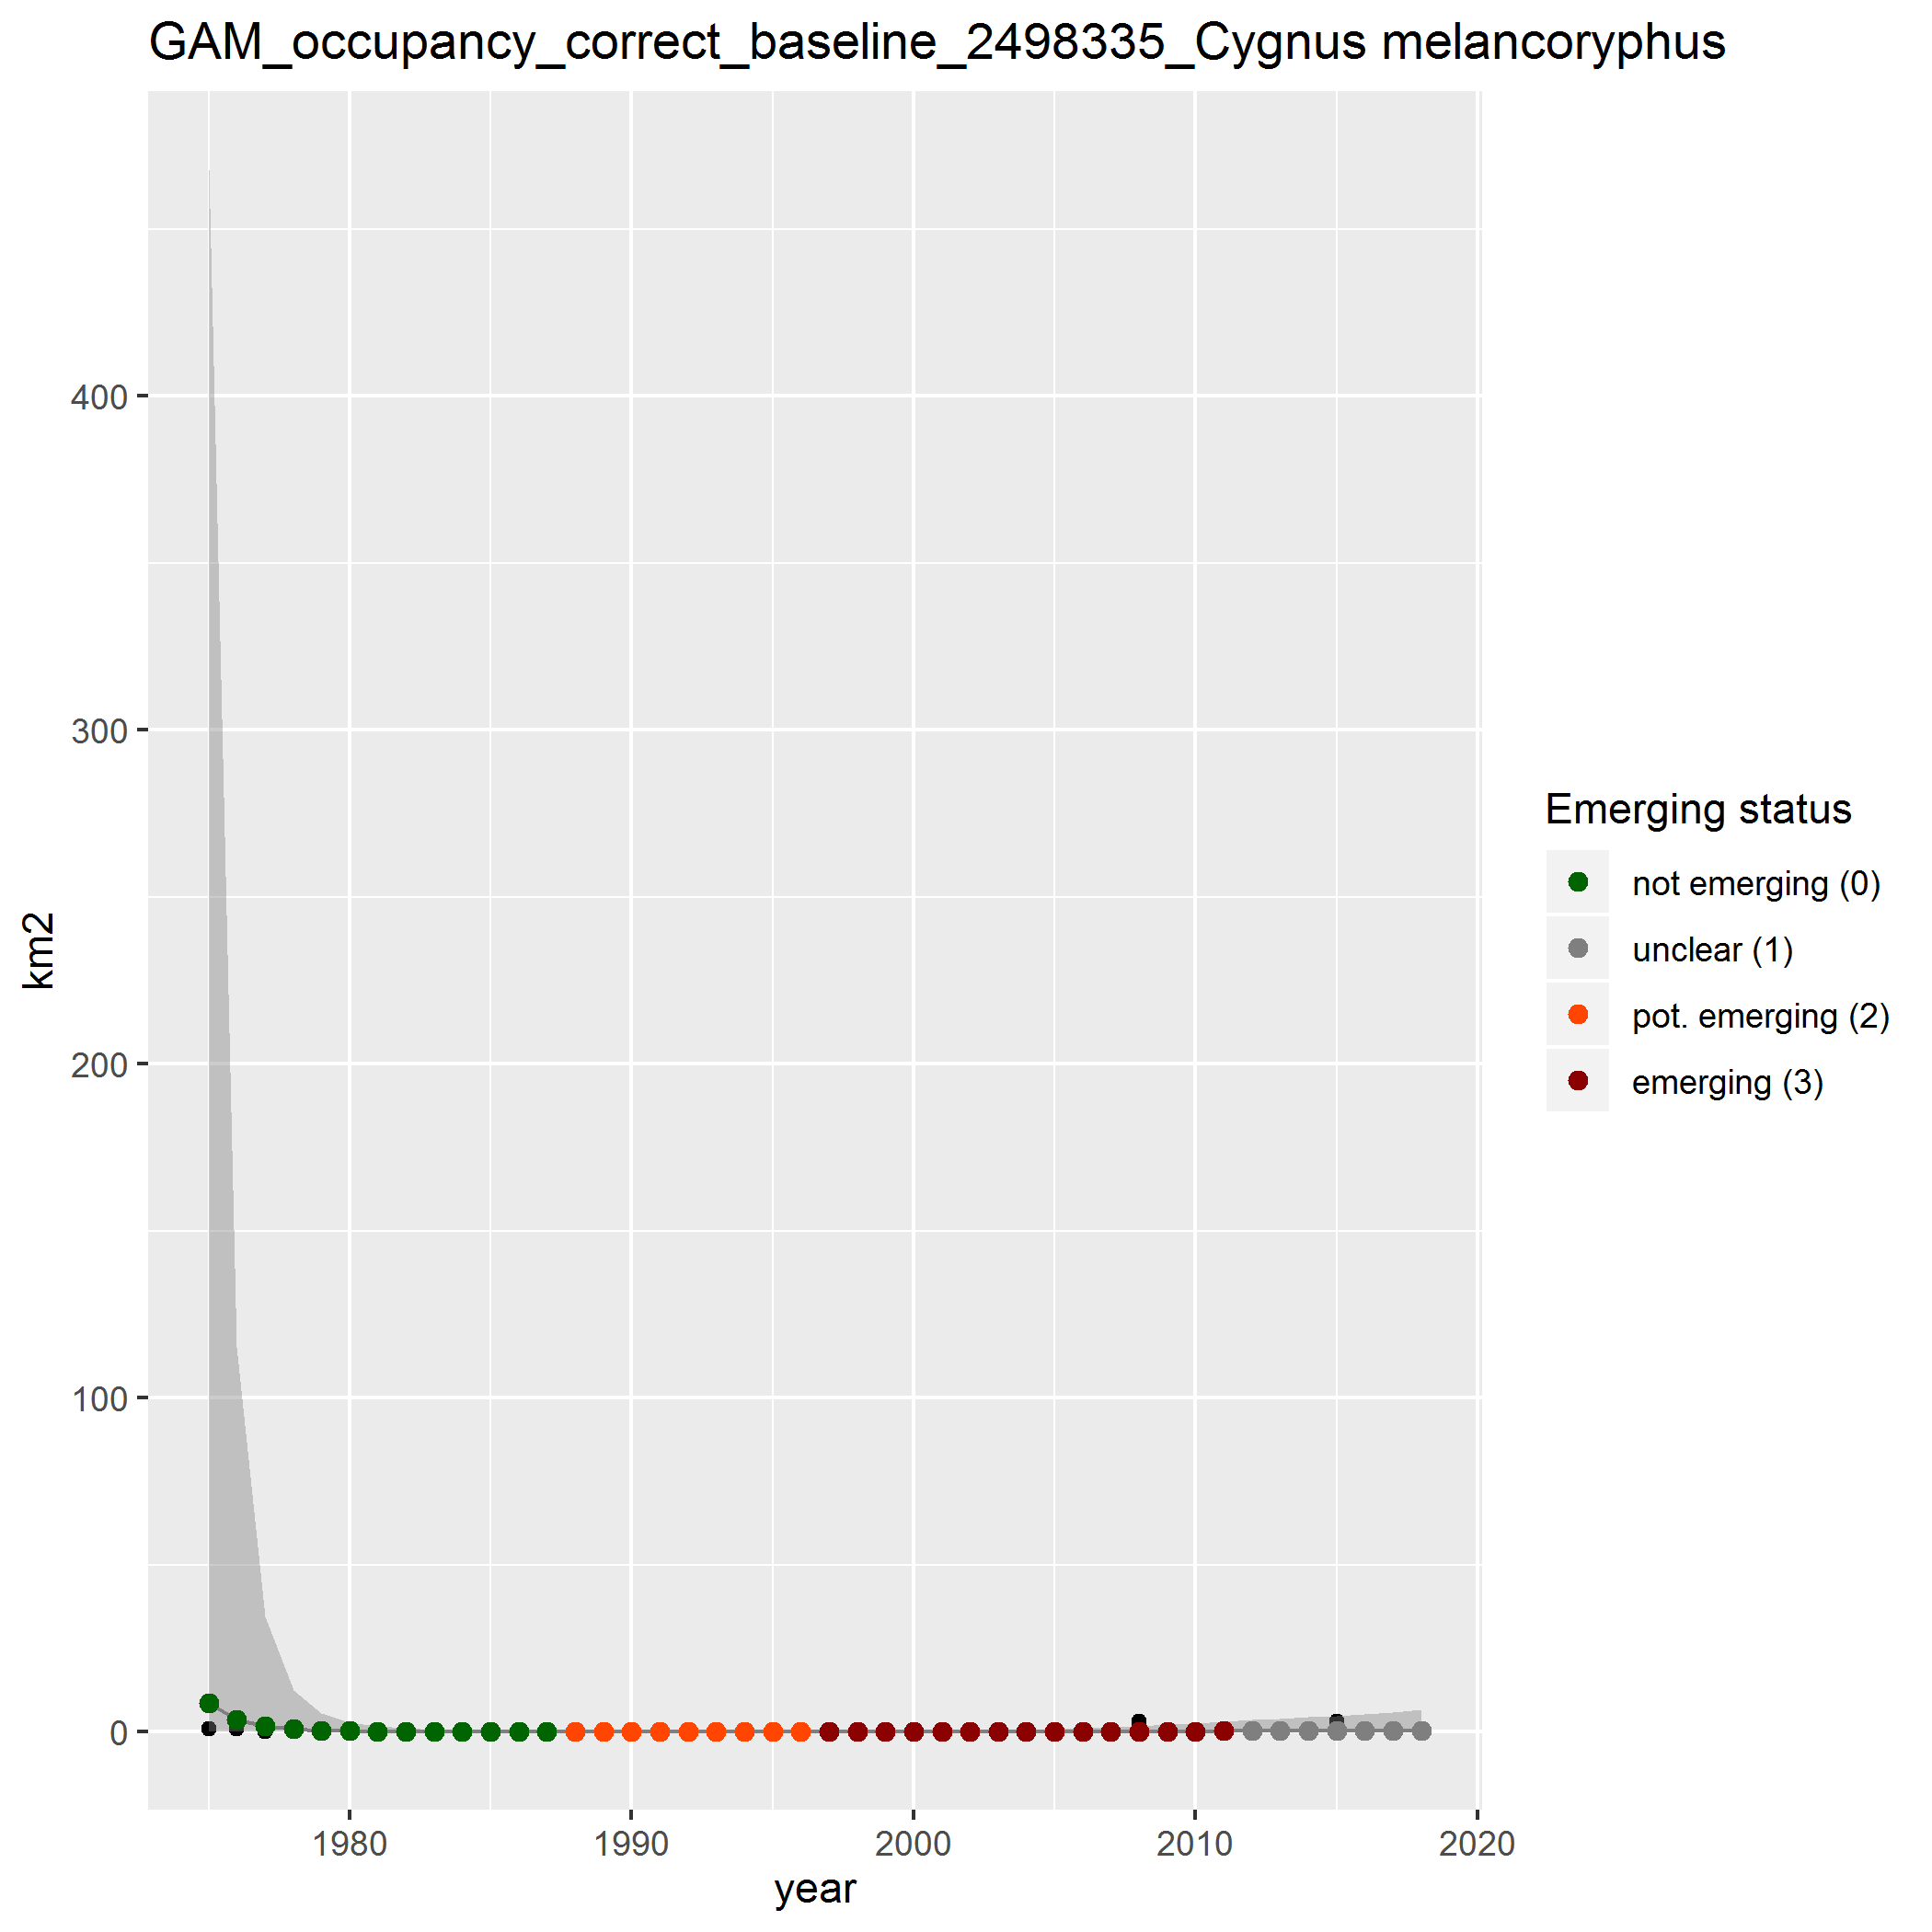 GAM_occupancy_correct_baseline_2498335_Cygnus melancoryphus
400
300
200
100
0
km2
1980
1990
2000
2010
2020
year
Emerging status
not emerging (0)
unclear (1)
pot. emerging (2)
emerging (3)